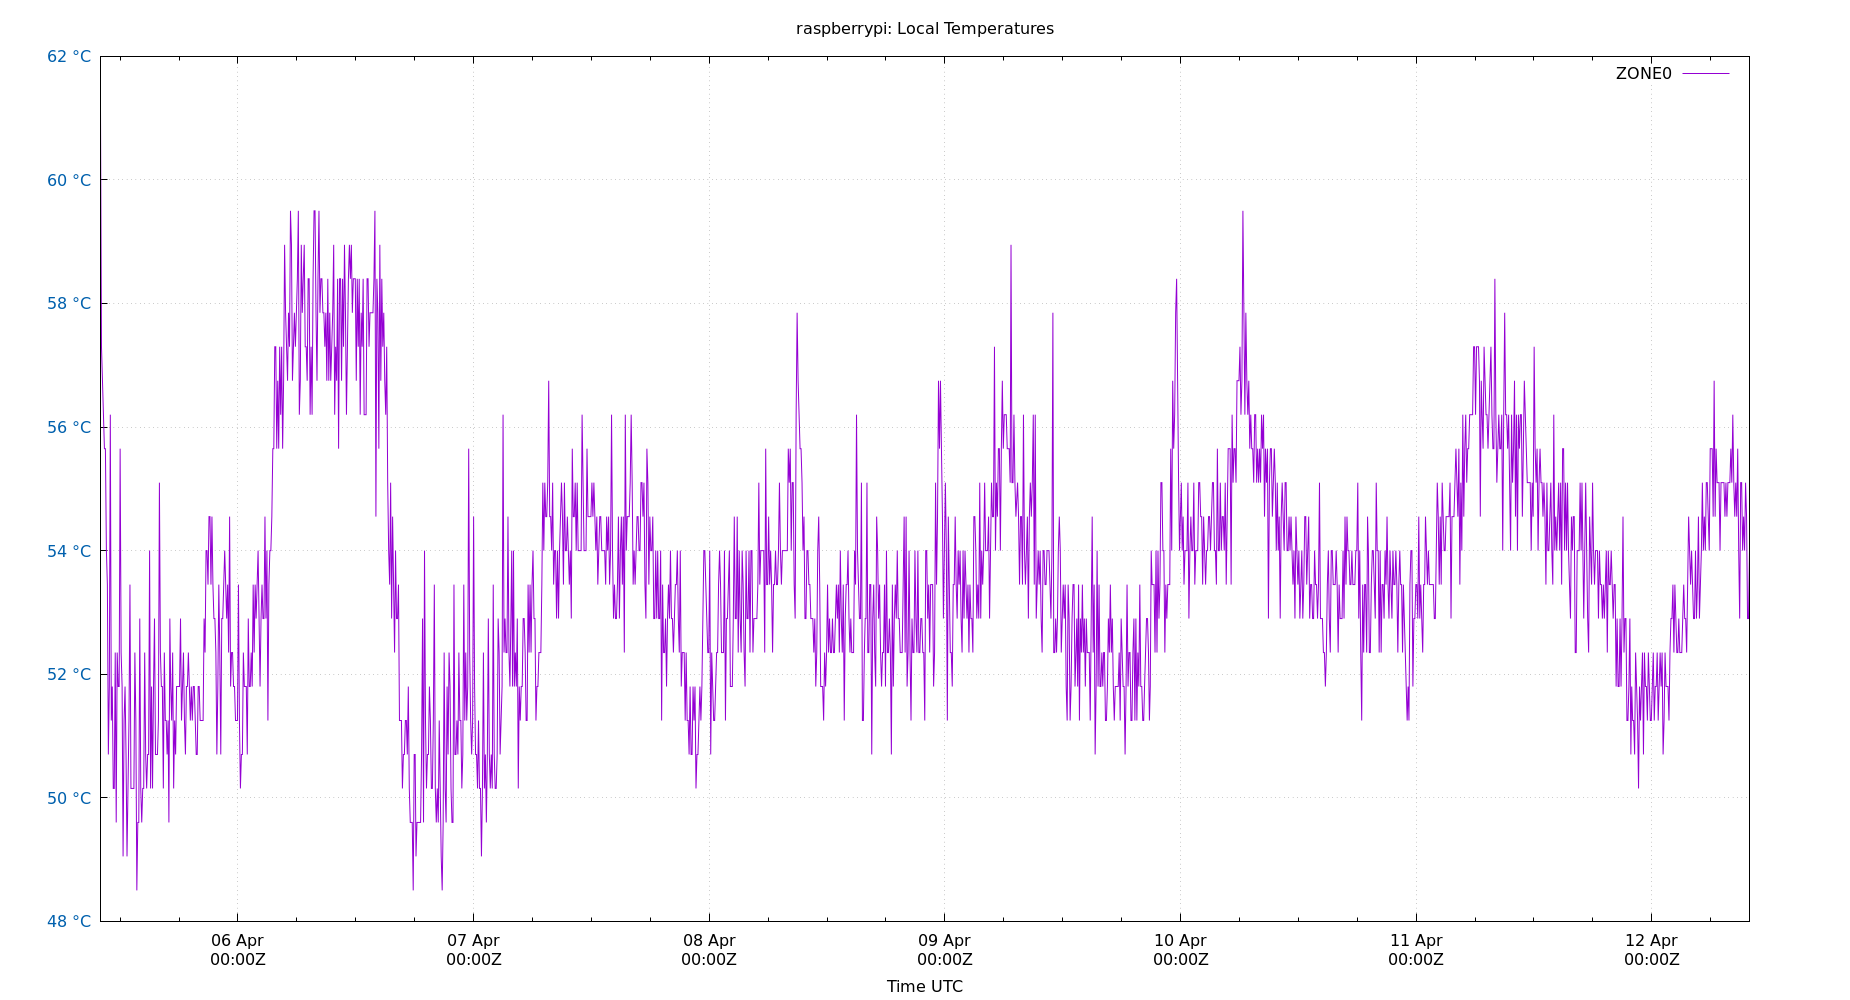 raspberrypi: Local Temperatures
ZONE0
62 °C
60 °C
58 °C
56 °C
54 °C
52 °C
50 °C
48 °C
06 Apr 07 Apr 08 Apr 09 Apr 10 Apr 11 Apr 12 Apr
00:00Z 00:00Z 00:00Z 00:00Z 00:00Z 00:00Z 00:00Z
Time UTC